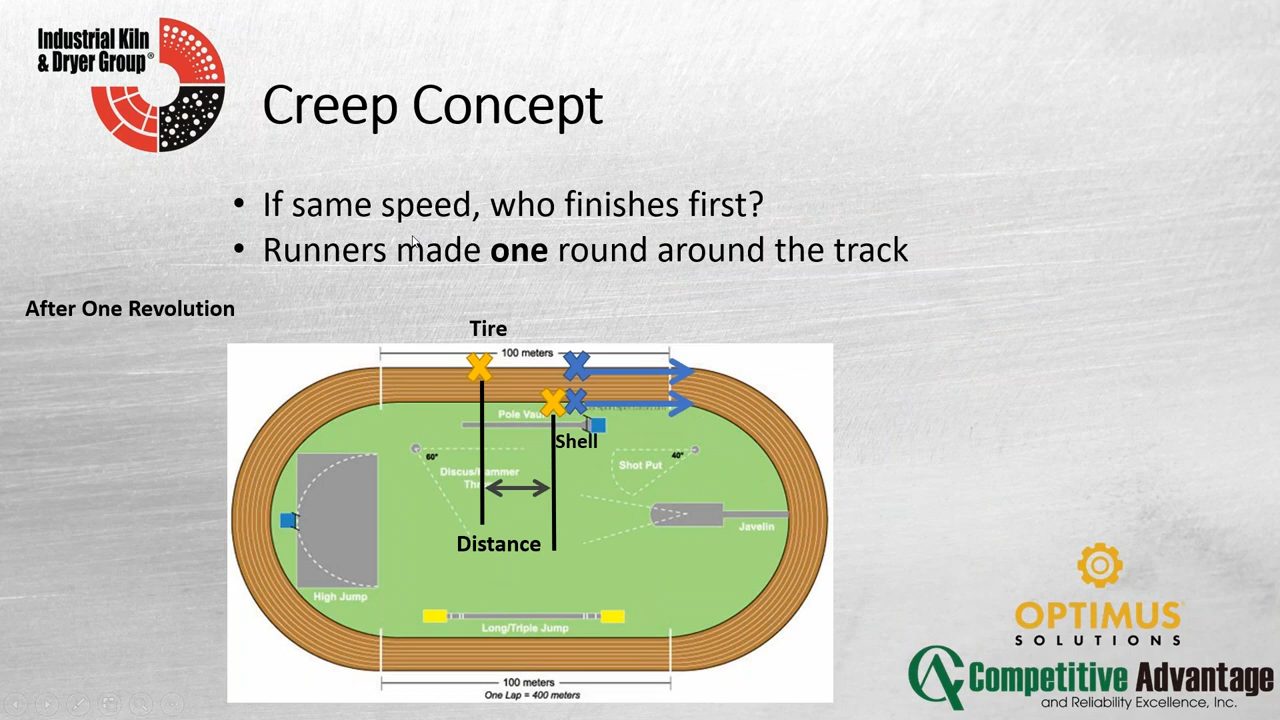 Industrial Kiln
& Dryer Group®
Creep Concept
• If same speed, who finishes first?
• Runners made one round around the track
After One Revolution
Tire
100 meters
Pole Vau
Shell
60°
40°
Discus/Hammer
Thr
Shot Put
Javelin
Distance
High Jump
Long/Triple Jump
100 meters
One Lap = 400 meters
OPTIMUS
SOLUTIONS
Competitive Advantage
and Reliability Excellence, Inc.